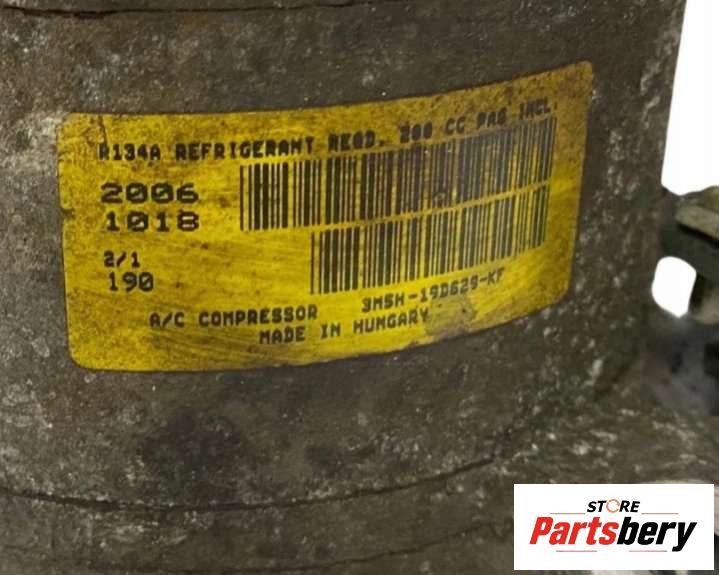 R134A REFRIGERANT REQD. 200 CC PAG INCL.
2006
1018
2/1
190
3M5H-19D629-KF
A/C COMPRESSOR
MADE IN HUNGARY
STORE
Partsbery